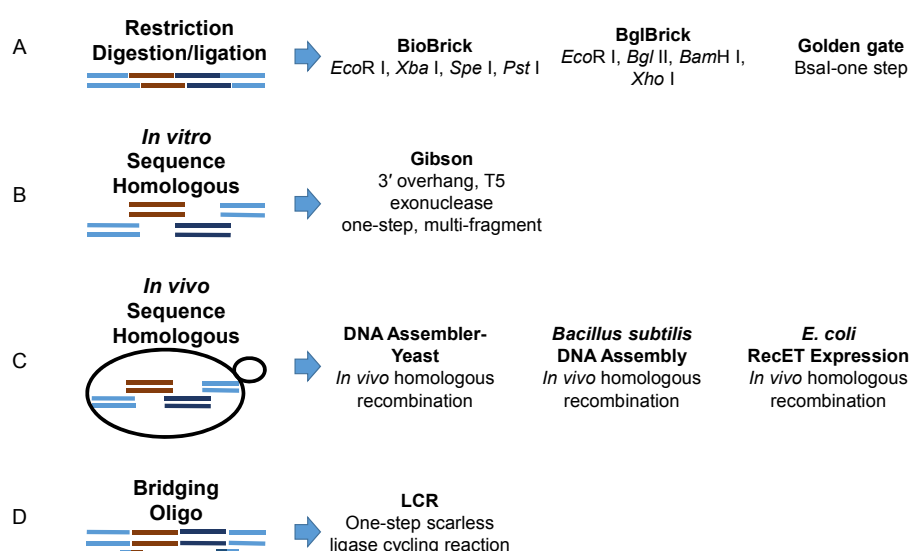 A
Restriction
Digestion/ligation
BioBrick
EcoR I, Xba I, Spe I, Pst I
BglBrick
EcoR I, Bgl II, BamH I,
Xho I
Golden gate
BsaI-one step
B
In vitro
Sequence
Homologous
Gibson
3′ overhang, T5
exonuclease
one-step, multi-fragment
C
In vivo
Sequence
Homologous
DNA Assembler-
Yeast
In vivo homologous
recombination
Bacillus subtilis
DNA Assembly
In vivo homologous
recombination
E. coli
RecET Expression
In vivo homologous
recombination
D
Bridging
Oligo
LCR
One-step scarless
ligase cycling reaction